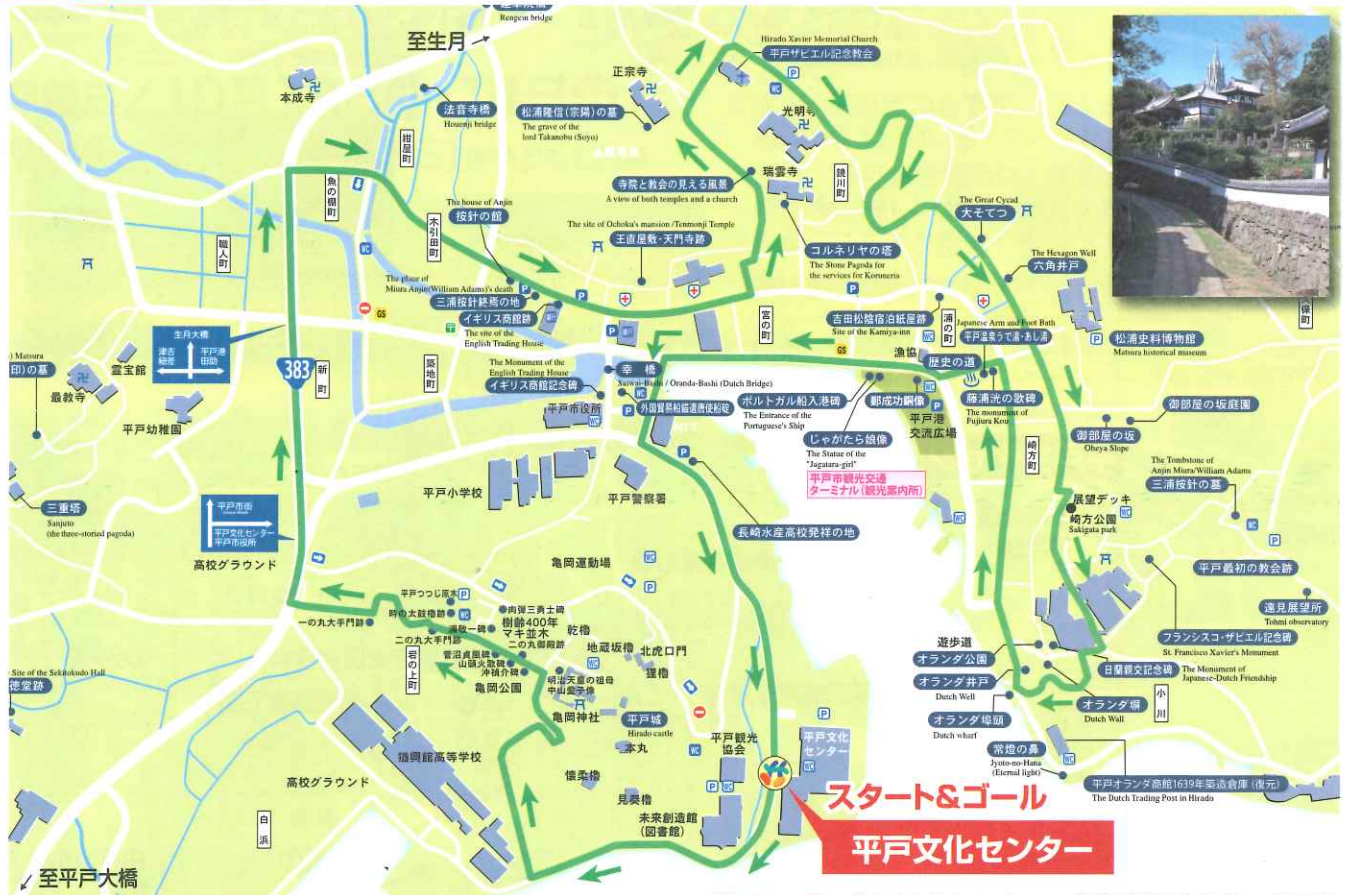 Rengein bridge
至生月
本成寺
法音寺橋
Houonji bridge
紺屋町
魚の棚町
職人町
木引田町
正宗寺
松浦隆信(宗陽)の墓
The grave of the
lord Takanobu (Soyo)
Hirado Xavier Memorial Church
平戸ザビエル記念教会
P
WC
光明寺
瑞雲寺
鏡川町
寺院と教会の見える風景
A view of both temples and a church
The house of Anjin
按針の館
The site of Ochoku's mansion /Tenmonji Temple
王直屋敷・天門寺跡
コルネリヤの塔
The Stone Pagoda for
the services for Koruneria
The Great Cycad
大そてつ
The Hexagon Well
六角井戸
The place of
Miura Anjin(William Adams)'s death
三浦按針終焉の地
イギリス商館跡
The site of the
English Trading House
The Monument of the
English Trading House
イギリス商館記念碑
宮の町
吉田松陰宿泊紙屋跡
Site of the Kamiya-inn
浦の町
Japanese Arm and Foot Bath
平戸温泉うで湯・あし湯
松浦史料博物館
Matsura historical museum
久保町
GS
漁協
歴史の道
幸橋
Saiwai-Bashi / Oranda-Bashi (Dutch Bridge)
外国貿易船錨遣唐使船碇
ポルトガル船入港碑
The Entrance of the
Portuguese's Ship
鄭成功銅像
平戸港
交流広場
藤浦洸の歌碑
The monument of
Fujiura Kou
じゃがたら娘像
The Statue of the
"Jagatara-girl"
平戸市観光交通
ターミナル(観光案内所)
御部屋の坂庭園
御部屋の坂
Oheya Slope
崎方町
The Tombstone of
Anjin Miura/William Adams
三浦按針の墓
展望デッキ
崎方公園
Sakigata park
平戸最初の教会跡
遠見展望所
Tohmi observatory
フランシスコ・ザビエル記念碑
St. Francisco Xavier's Monument
生月大橋
津吉
紐差
平戸港
田助
383
新町
築地町
) Matsura
印)の墓
霊宝館
最教寺
平戸幼稚園
三重塔
Sanjuto
(the three-storied pagoda)
平戸市街
平戸文化センター
平戸市役所
高校グラウンド
平戸市役所
平戸小学校
平戸警察署
長崎水産高校発祥の地
亀岡運動場
平戸つつじ原木
時の太鼓櫓跡
一の丸大手門跡
二の丸大手門跡
肉弾三勇士碑
樹齢400年
マキ並木
乾櫓
二の丸御殿跡
菅沼貞風碑
山頭火歌碑
沖禎介碑
亀岡公園
地蔵坂櫓
北虎口門
狸櫓
明治天皇の祖母
中山愛子像
亀岡神社
平戸城
Hirado castle
本丸
懐柔櫓
見奏櫓
岩の上町
Site of the Sekitokudo Hall
徳堂跡
猶興館高等学校
高校グラウンド
白浜
至平戸大橋
平戸観光
協会
未来創造館
(図書館)
平戸文化
センター
スタート&ゴール
平戸文化センター
遊歩道
オランダ公園
オランダ井戸
Dutch Well
オランダ埠頭
Dutch wharf
日蘭親交記念碑
The Monument of
Japanese-Dutch Friendship
オランダ塀
Dutch Wall
小川
常燈の鼻
Jyoto-no-Hana
(Eternal light)
平戸オランダ商館1639年築造倉庫(復元)
The Dutch Trading Post in Hirado